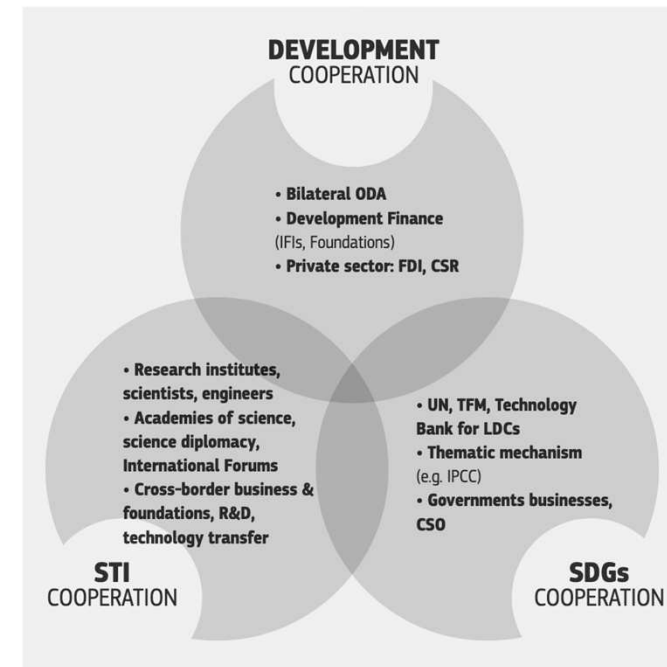 DEVELOPMENT
COOPERATION
• Bilateral ODA
• Development Finance
(IFIs, Foundations)
• Private sector: FDI, CSR
• Research institutes,
scientists, engineers
• Academies of science,
science diplomacy,
International Forums
• Cross-border business &
foundations, R&D,
technology transfer
• UN, TFM, Technology
Bank for LDCs
• Thematic mechanism
(e.g. IPCC)
• Governments businesses,
CSO
STI
COOPERATION
SDGs
COOPERATION